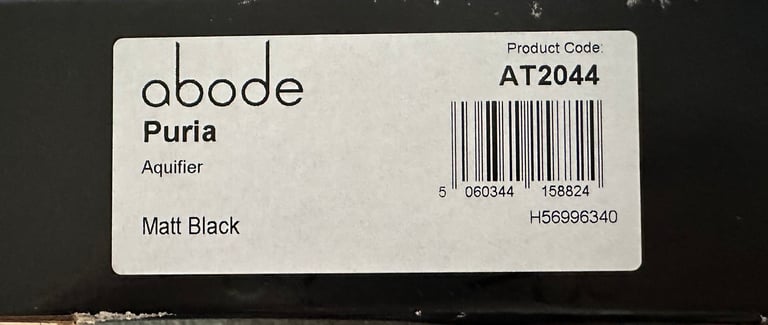 abode
Puria
Aquifier
Matt Black
Product Code:
AT2044
5 060344 158824
H56996340